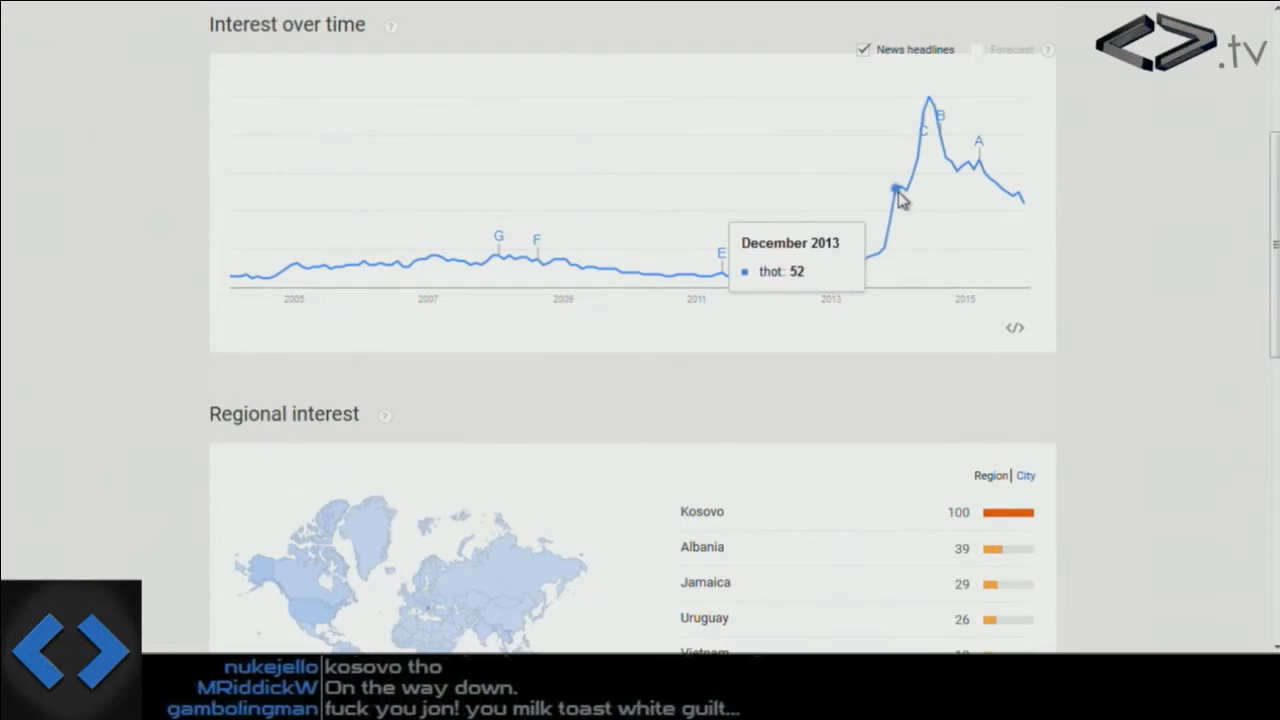 Interest over time ?
News headlines Forecast ?
.tv
B
C
A
G
F
E
December 2013
thot: 52
2005 2007 2009 2011 2013 2015
</>
Regional interest ?
Region| City
Kosovo 100
Albania 39
Jamaica 29
Uruguay 26
Vietnam
nukejello kosovo tho
MRiddickW On the way down.
gambolingman fuck you jon! you milk toast white guilt...